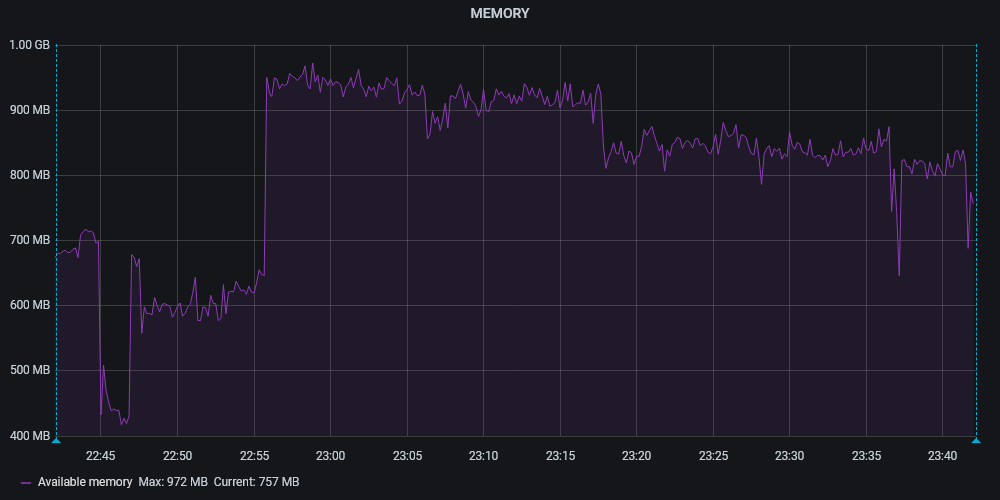 MEMORY
1.00 GB
900 MB
800 MB
700 MB
600 MB
500 MB
400 MB
22:45 22:50 22:55 23:00 23:05 23:10 23:15 23:20 23:25 23:30 23:35 23:40
Available memory Max: 972 MB Current: 757 MB